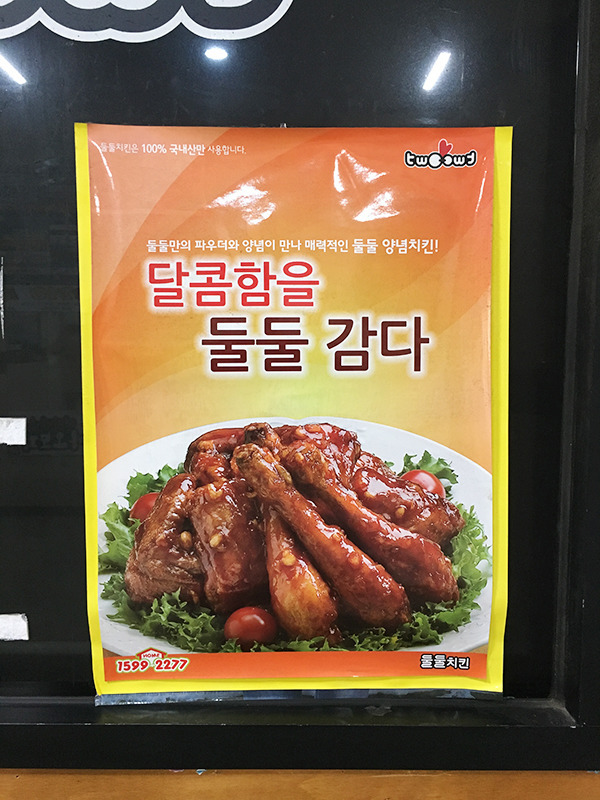 둘둘치킨은 100% 국내산만 사용합니다.
twoowd
둘둘만의 파우더와 양념이 만나 매력적인 둘둘 양념치킨!
달콤함을
둘둘 감다
HOME
1599 2277
둘둘치킨